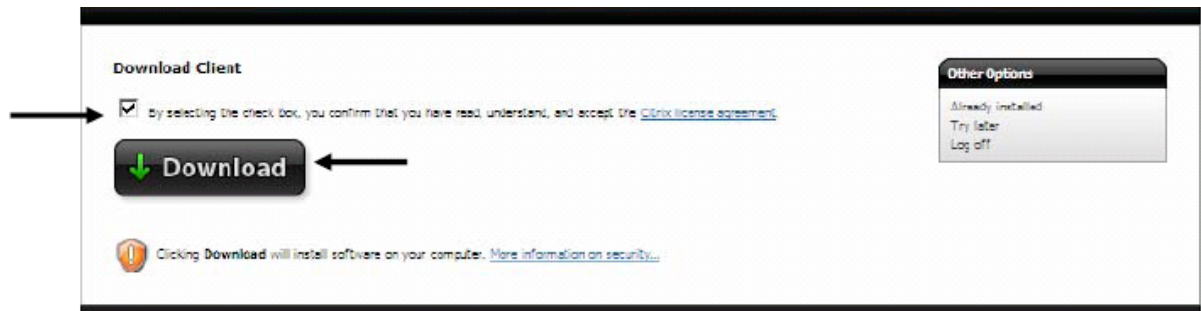 Download Client
By selecting the check box, you confirm that you have read, understand, and accept the Citrix license agreement.
Download
Clicking Download will install software on your computer. More information on security...
Other Options
Already installed
Try later
Log off